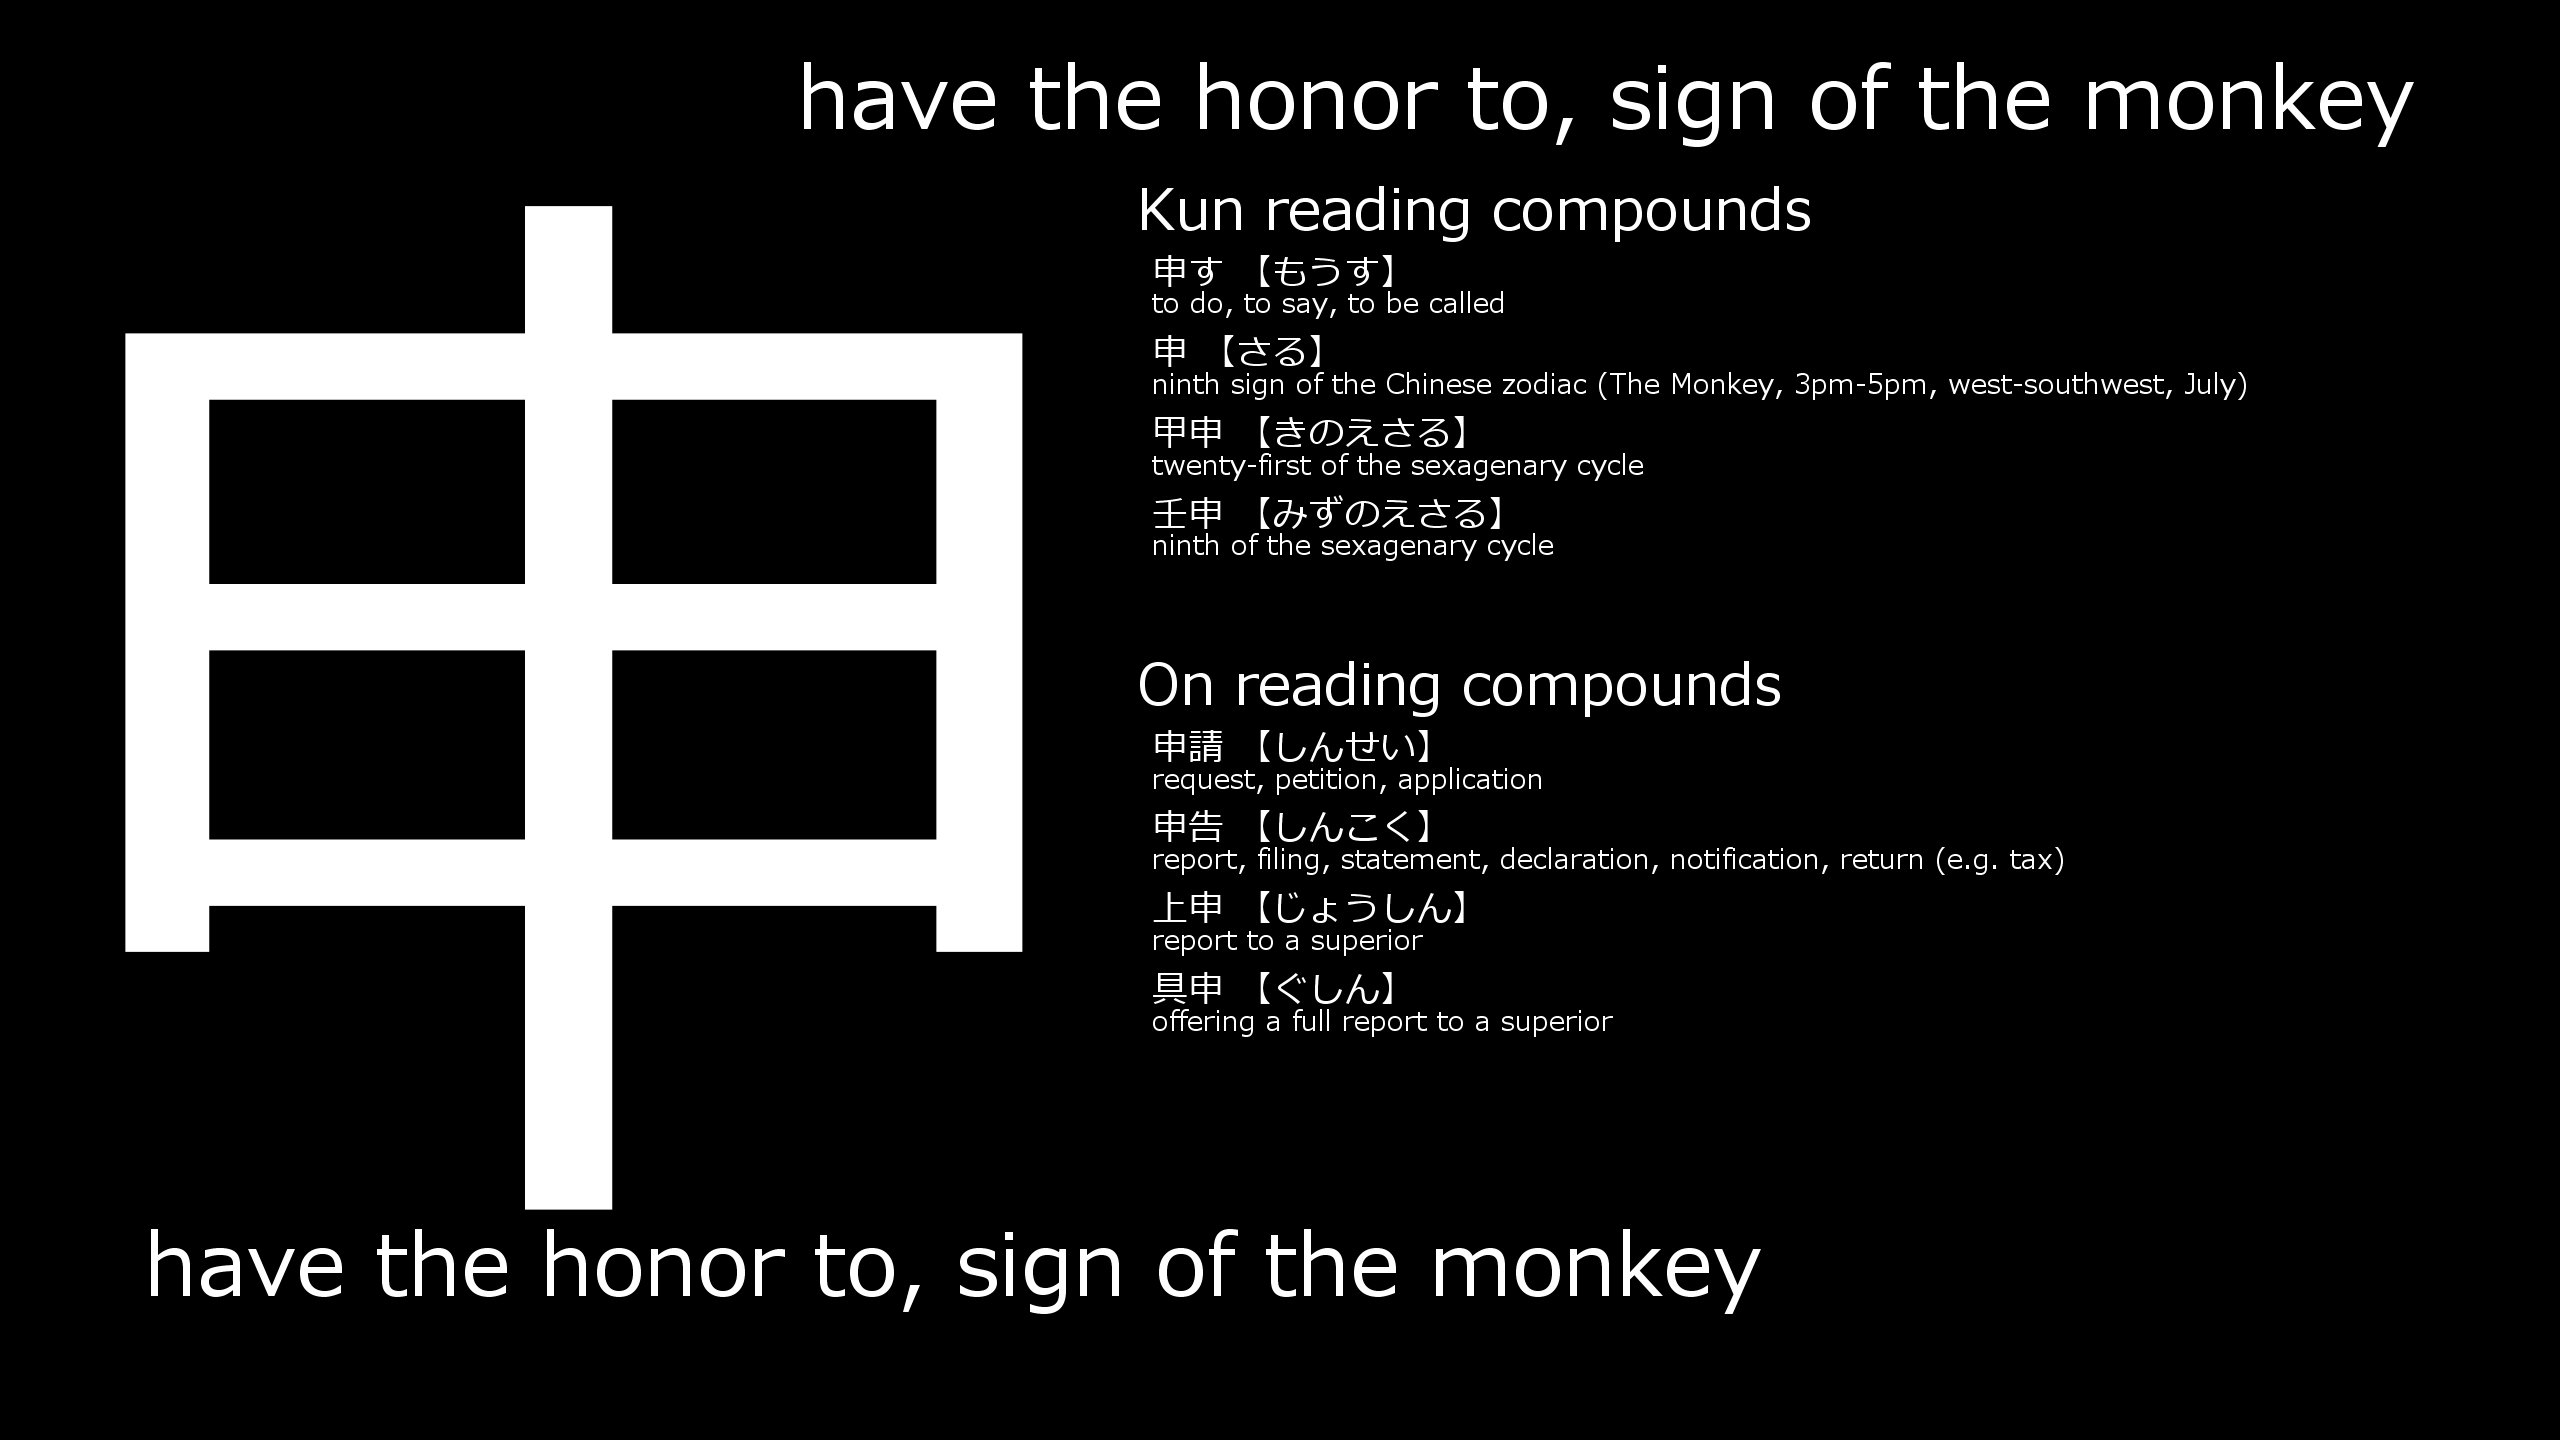 have the honor to, sign of the monkey
申
Kun reading compounds
申す 【もうす】
to do, to say, to be called
申 【さる】
ninth sign of the Chinese zodiac (The Monkey, 3pm-5pm, west-southwest, July)
甲申 【きのえさる】
twenty-first of the sexagenary cycle
壬申 【みずのえさる】
ninth of the sexagenary cycle
On reading compounds
申請 【しんせい】
request, petition, application
申告 【しんこく】
report, filing, statement, declaration, notification, return (e.g. tax)
上申 【じょうしん】
report to a superior
具申 【ぐしん】
offering a full report to a superior
have the honor to, sign of the monkey